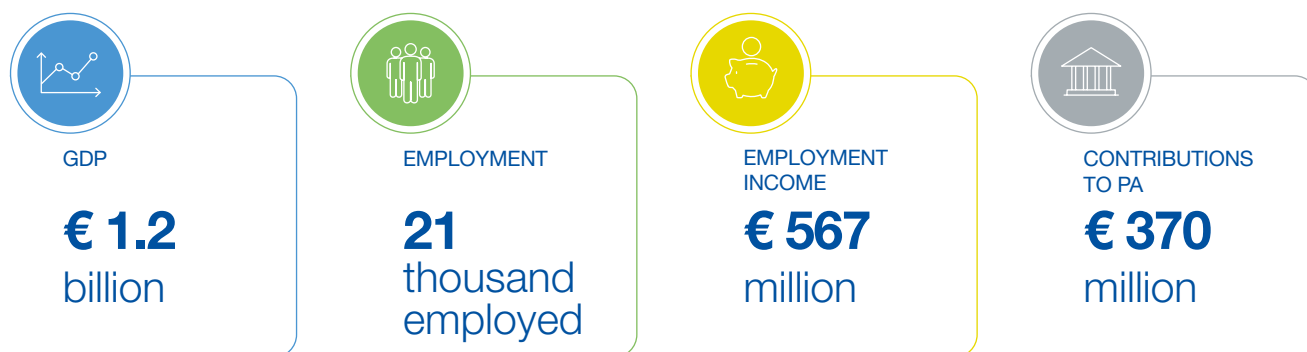 GDP
€ 1.2
billion
EMPLOYMENT
21
thousand
employed
EMPLOYMENT
INCOME
€ 567
million
CONTRIBUTIONS
TO PA
€ 370
million